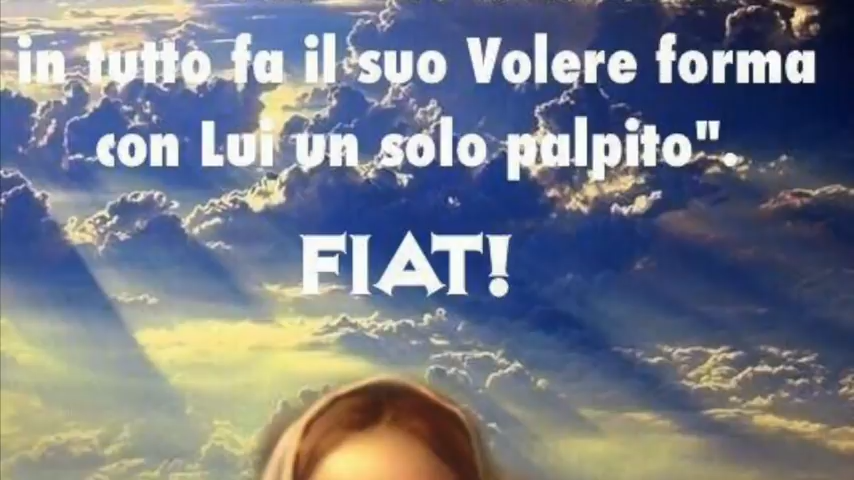 in tutto fa il suo Volere forma
con Lui un solo palpito".
FIAT!